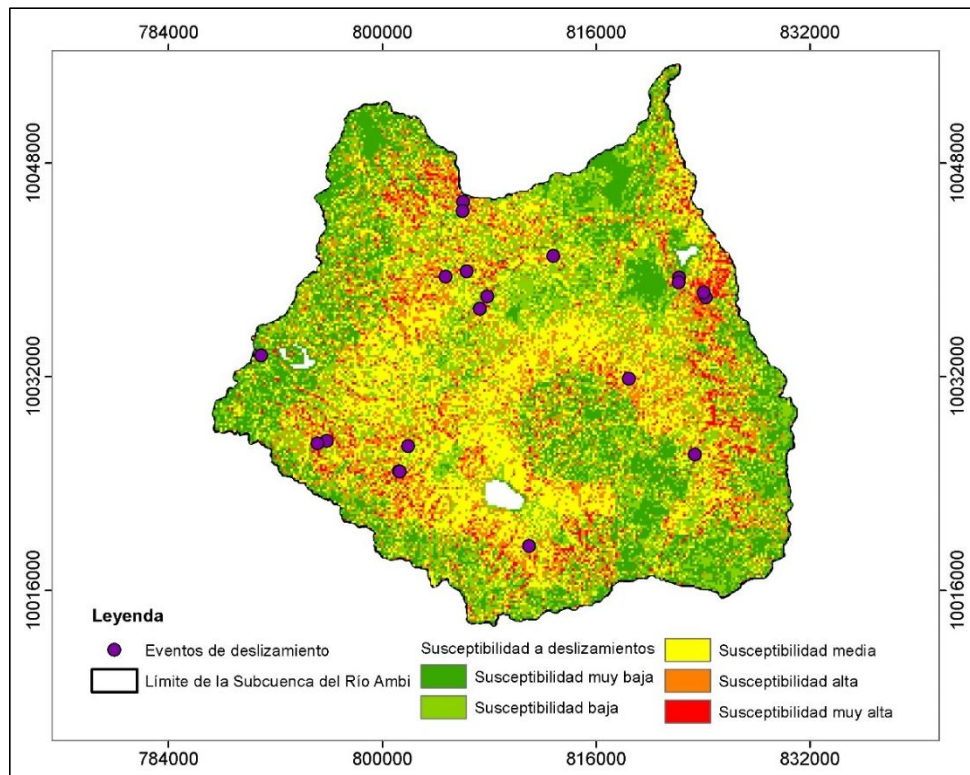 784000 800000 816000 832000
10048000 10048000
10032000 10032000
10016000 10016000
Leyenda
Eventos de deslizamiento
Límite de la Subcuenca del Río Ambi
Susceptibilidad a deslizamientos
Susceptibilidad muy baja
Susceptibilidad baja
Susceptibilidad media
Susceptibilidad alta
Susceptibilidad muy alta
784000 800000 816000 832000